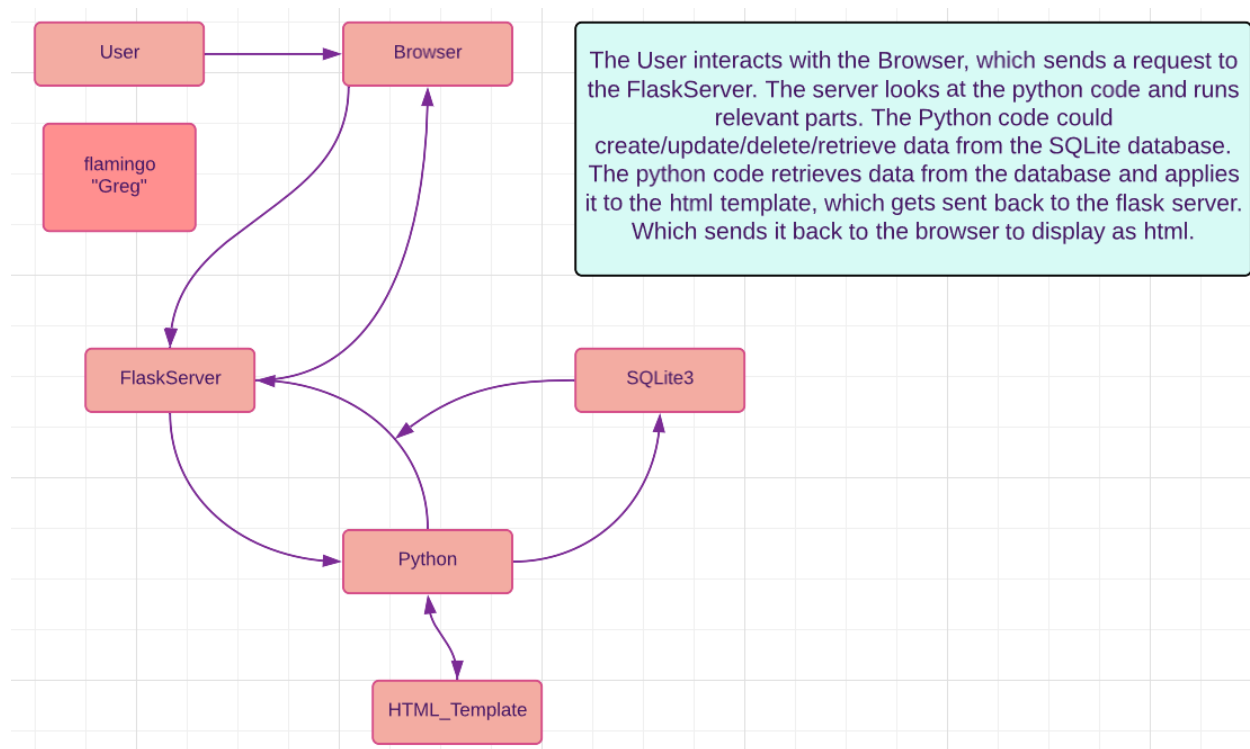 User
Browser
The User interacts with the Browser, which sends a request to
the FlaskServer. The server looks at the python code and runs
relevant parts. The Python code could
create/update/delete/retrieve data from the SQLite database.
The python code retrieves data from the database and applies
it to the html template, which gets sent back to the flask server.
Which sends it back to the browser to display as html.
flamingo
"Greg"
FlaskServer
SQLite3
Python
HTML_Template